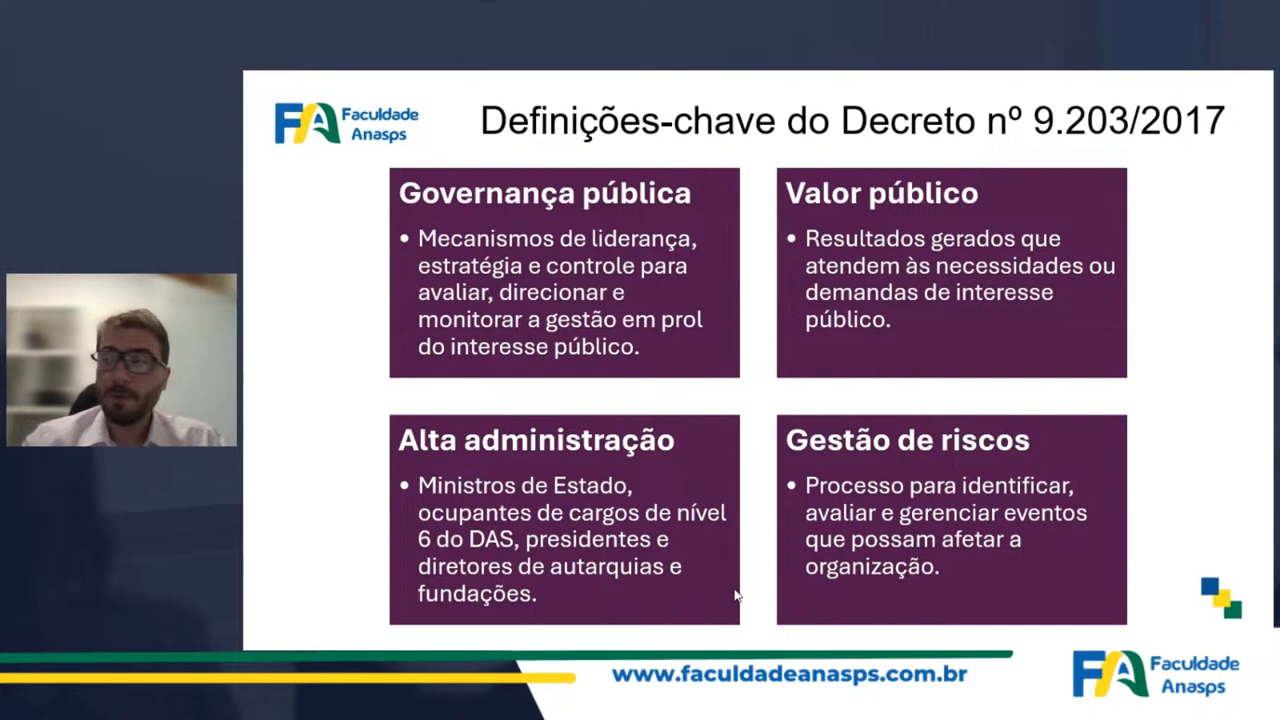 Faculdade
Anasps
Definições-chave do Decreto nº 9.203/2017
Governança pública
• Mecanismos de liderança,
estratégia e controle para
avaliar, direcionar e
monitorar a gestão em prol
do interesse público.
Valor público
• Resultados gerados que
atendem às necessidades ou
demandas de interesse
público.
Alta administração
• Ministros de Estado,
ocupantes de cargos de nível
6 do DAS, presidentes e
diretores de autarquias e
fundações.
Gestão de riscos
• Processo para identificar,
avaliar e gerenciar eventos
que possam afetar a
organização.
www.faculdadeanasps.com.br
Faculdade
Anasps